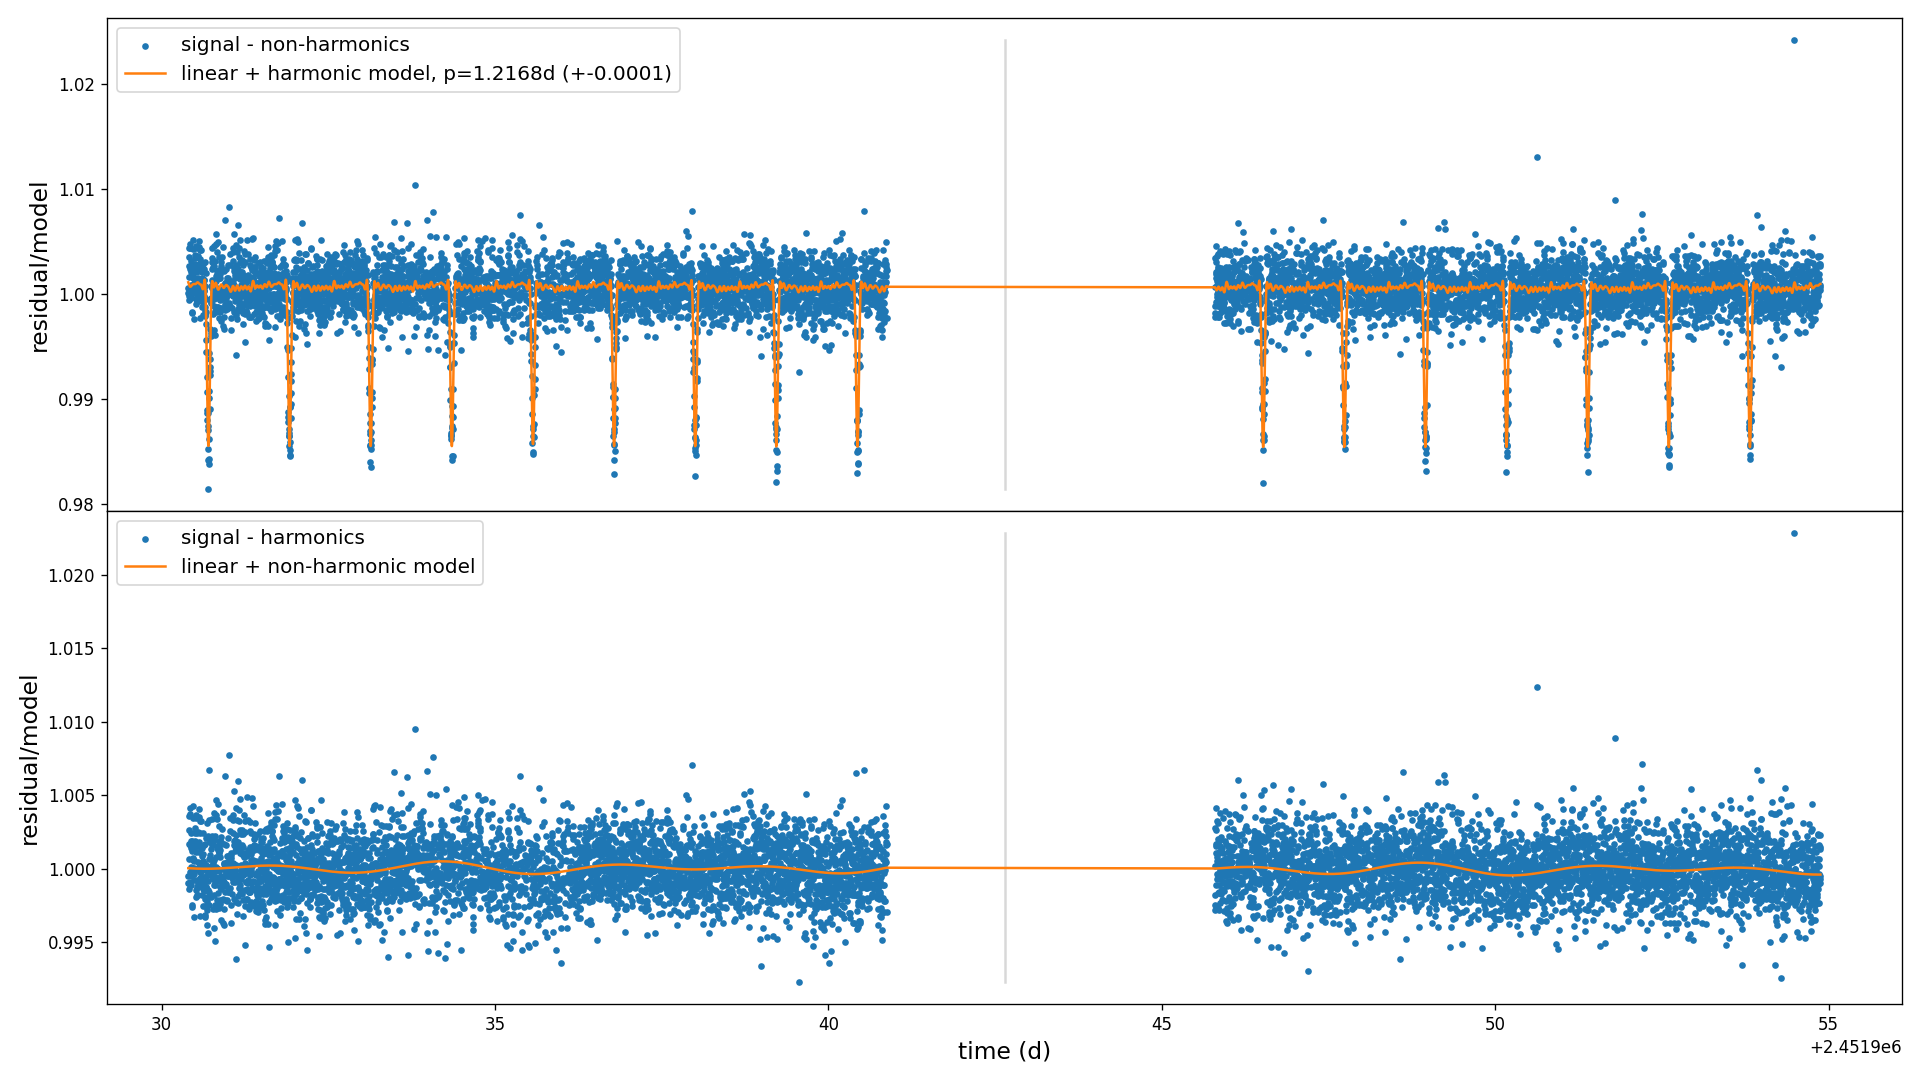 signal - non-harmonics
linear + harmonic model, p=1.2168d (+-0.0001)
1.02
1.01
1.00
0.99
0.98
residual/model
signal - harmonics
linear + non-harmonic model
1.020
1.015
1.010
1.005
1.000
0.995
residual/model
30
35
40
45
50
55
time (d)
+2.4519e6